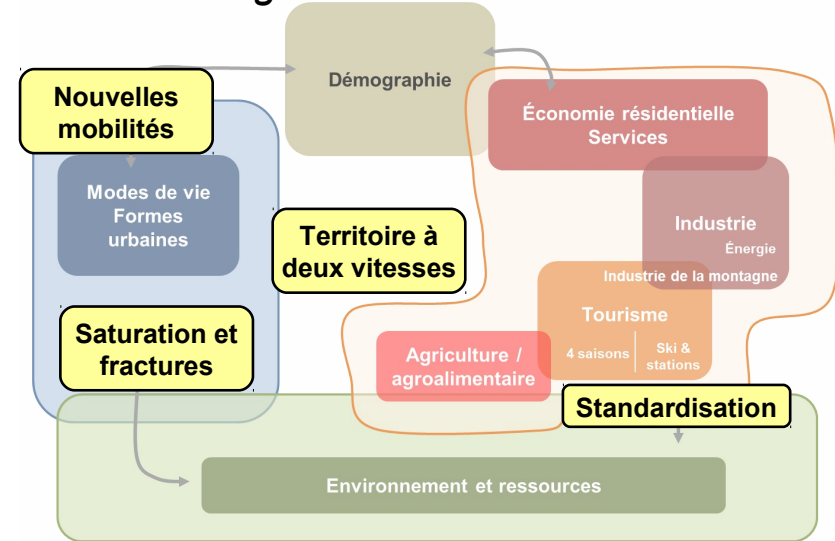 Démographie
Nouvelles
mobilités
Économie résidentielle
Services
Modes de vie
Formes
urbaines
Territoire à
deux vitesses
Industrie
Énergie
Industrie de la montagne
Tourisme
4 saisons
Ski &
stations
Saturation et
fractures
Agriculture /
agroalimentaire
Standardisation
Environnement et ressources